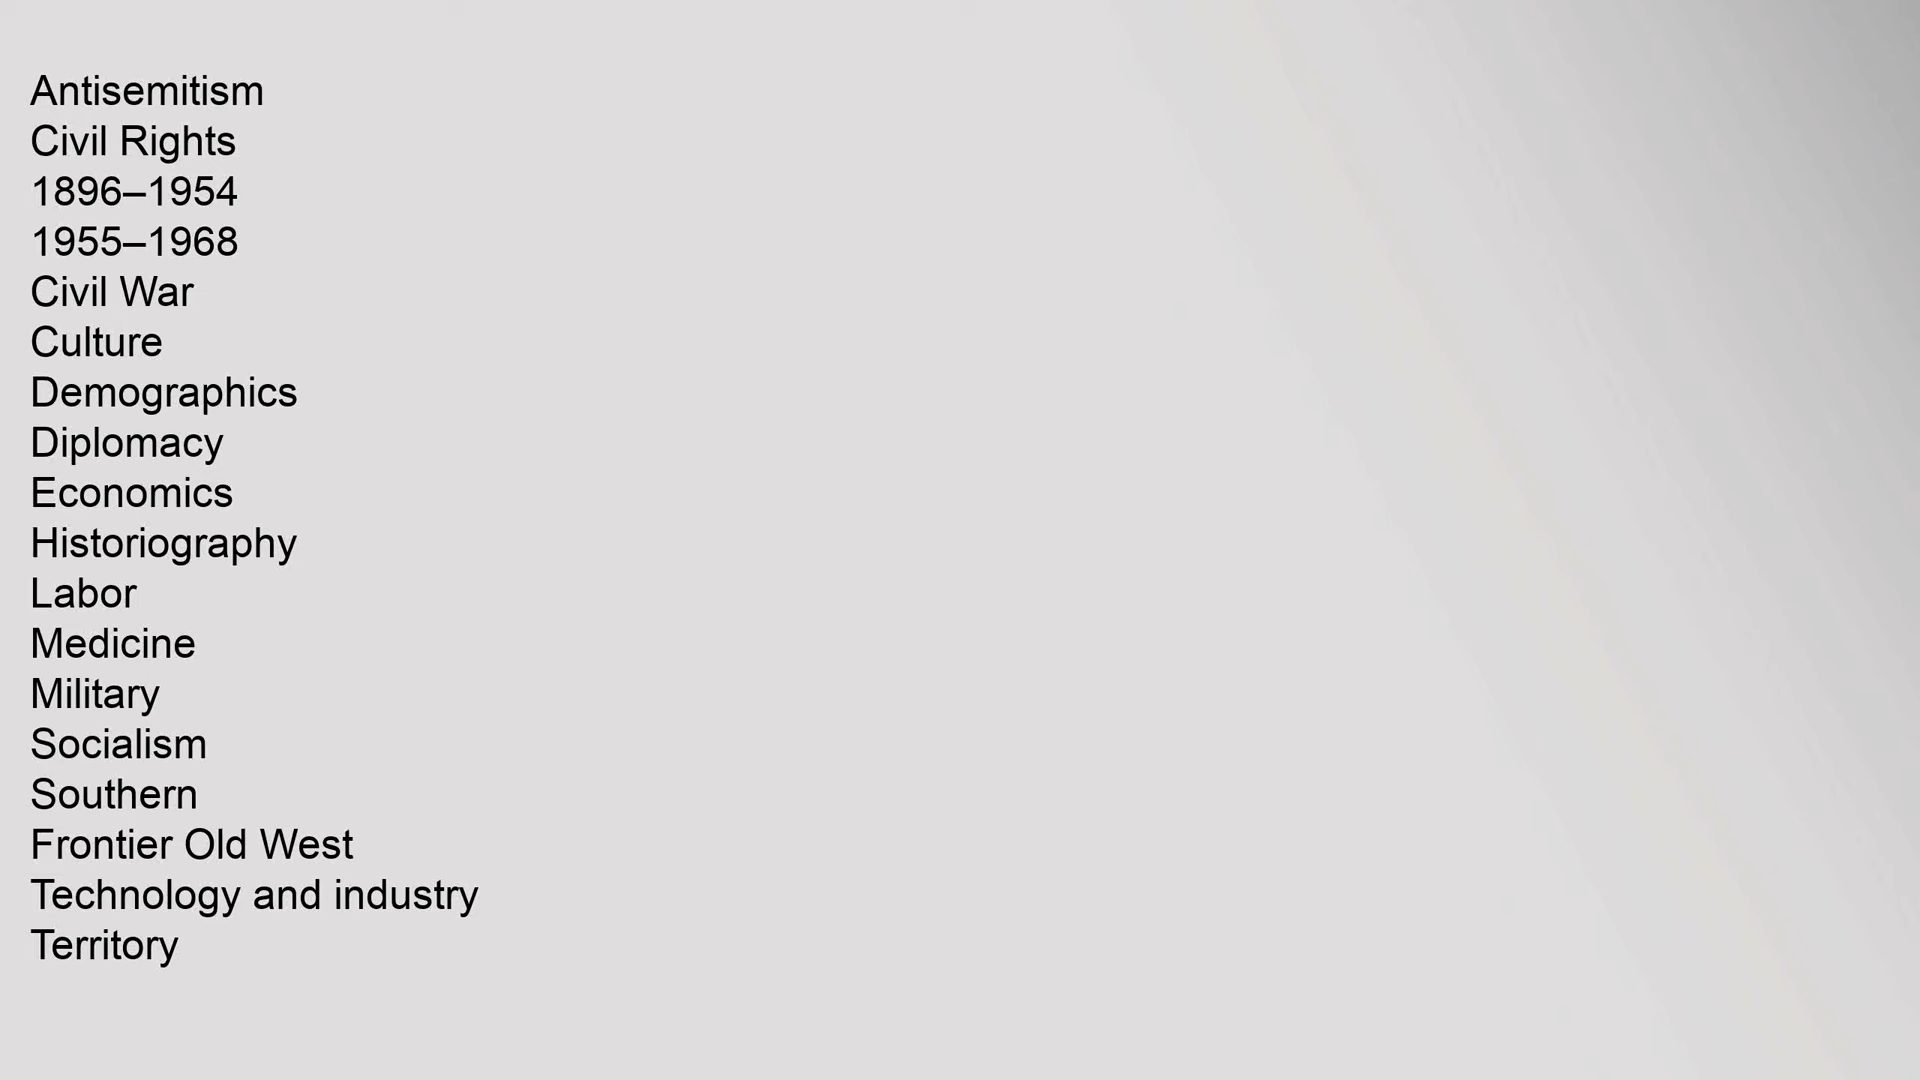 Antisemitism
Civil Rights
1896–1954
1955–1968
Civil War
Culture
Demographics
Diplomacy
Economics
Historiography
Labor
Medicine
Military
Socialism
Southern
Frontier Old West
Technology and industry
Territory